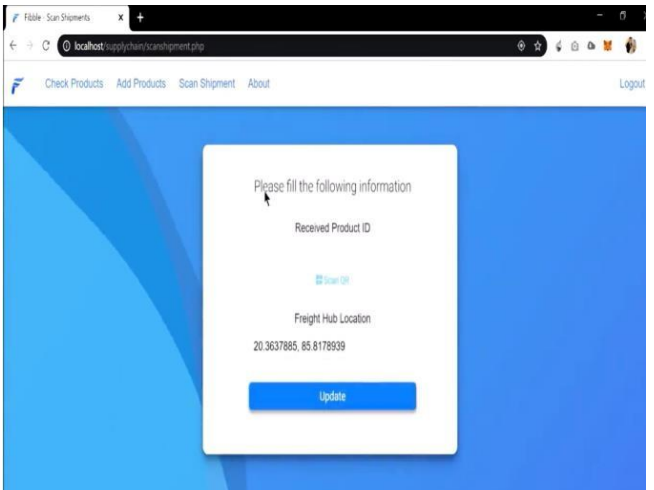 Fibble - Scan Shipments
localhost/supplychain/scanshipment.php
Check Products Add Products Scan Shipment About Logout
Please fill the following information
Received Product ID
Scan QR
Freight Hub Location
20.3637885, 85.8178939
Update